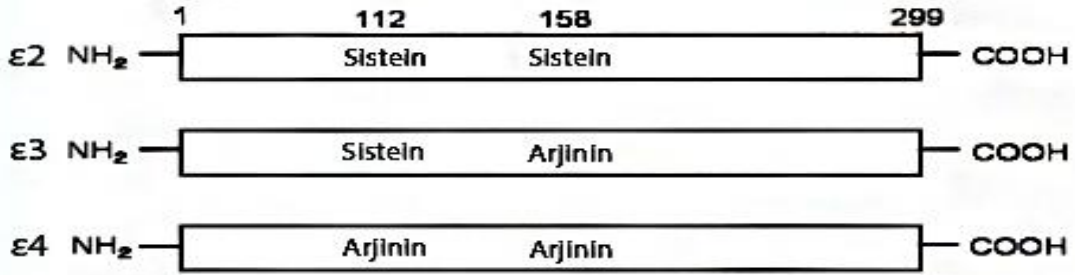 1 112 158 299
ε2 NH₂ Sistein Sistein COOH
ε3 NH₂ Sistein Arjinin COOH
ε4 NH₂ Arjinin Arjinin COOH